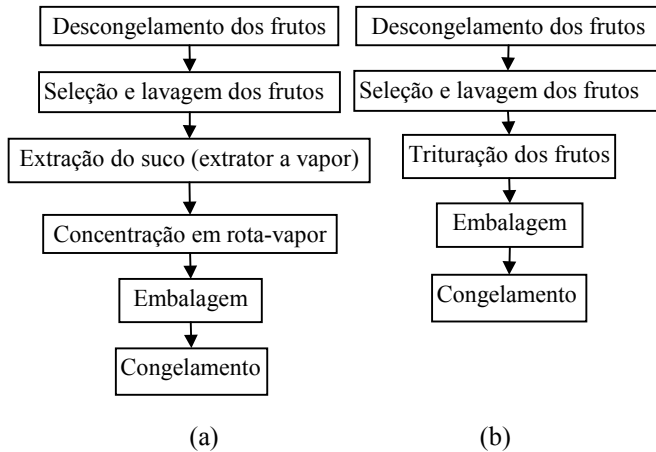 Descongelamento dos frutos
Seleção e lavagem dos frutos
Extração do suco (extrator a vapor)
Concentração em rota-vapor
Embalagem
Congelamento
(a)
Descongelamento dos frutos
Seleção e lavagem dos frutos
Trituração dos frutos
Embalagem
Congelamento
(b)